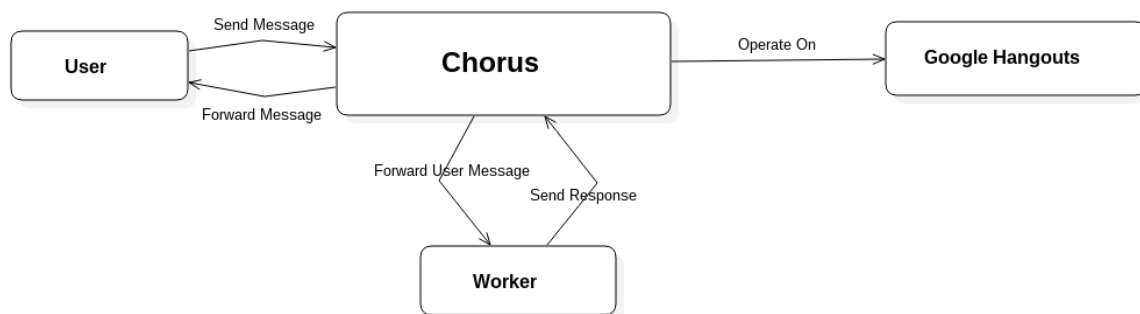 Send Message
User
Forward Message
Chorus
Operate On
Google Hangouts
Forward User Message
Send Response
Worker